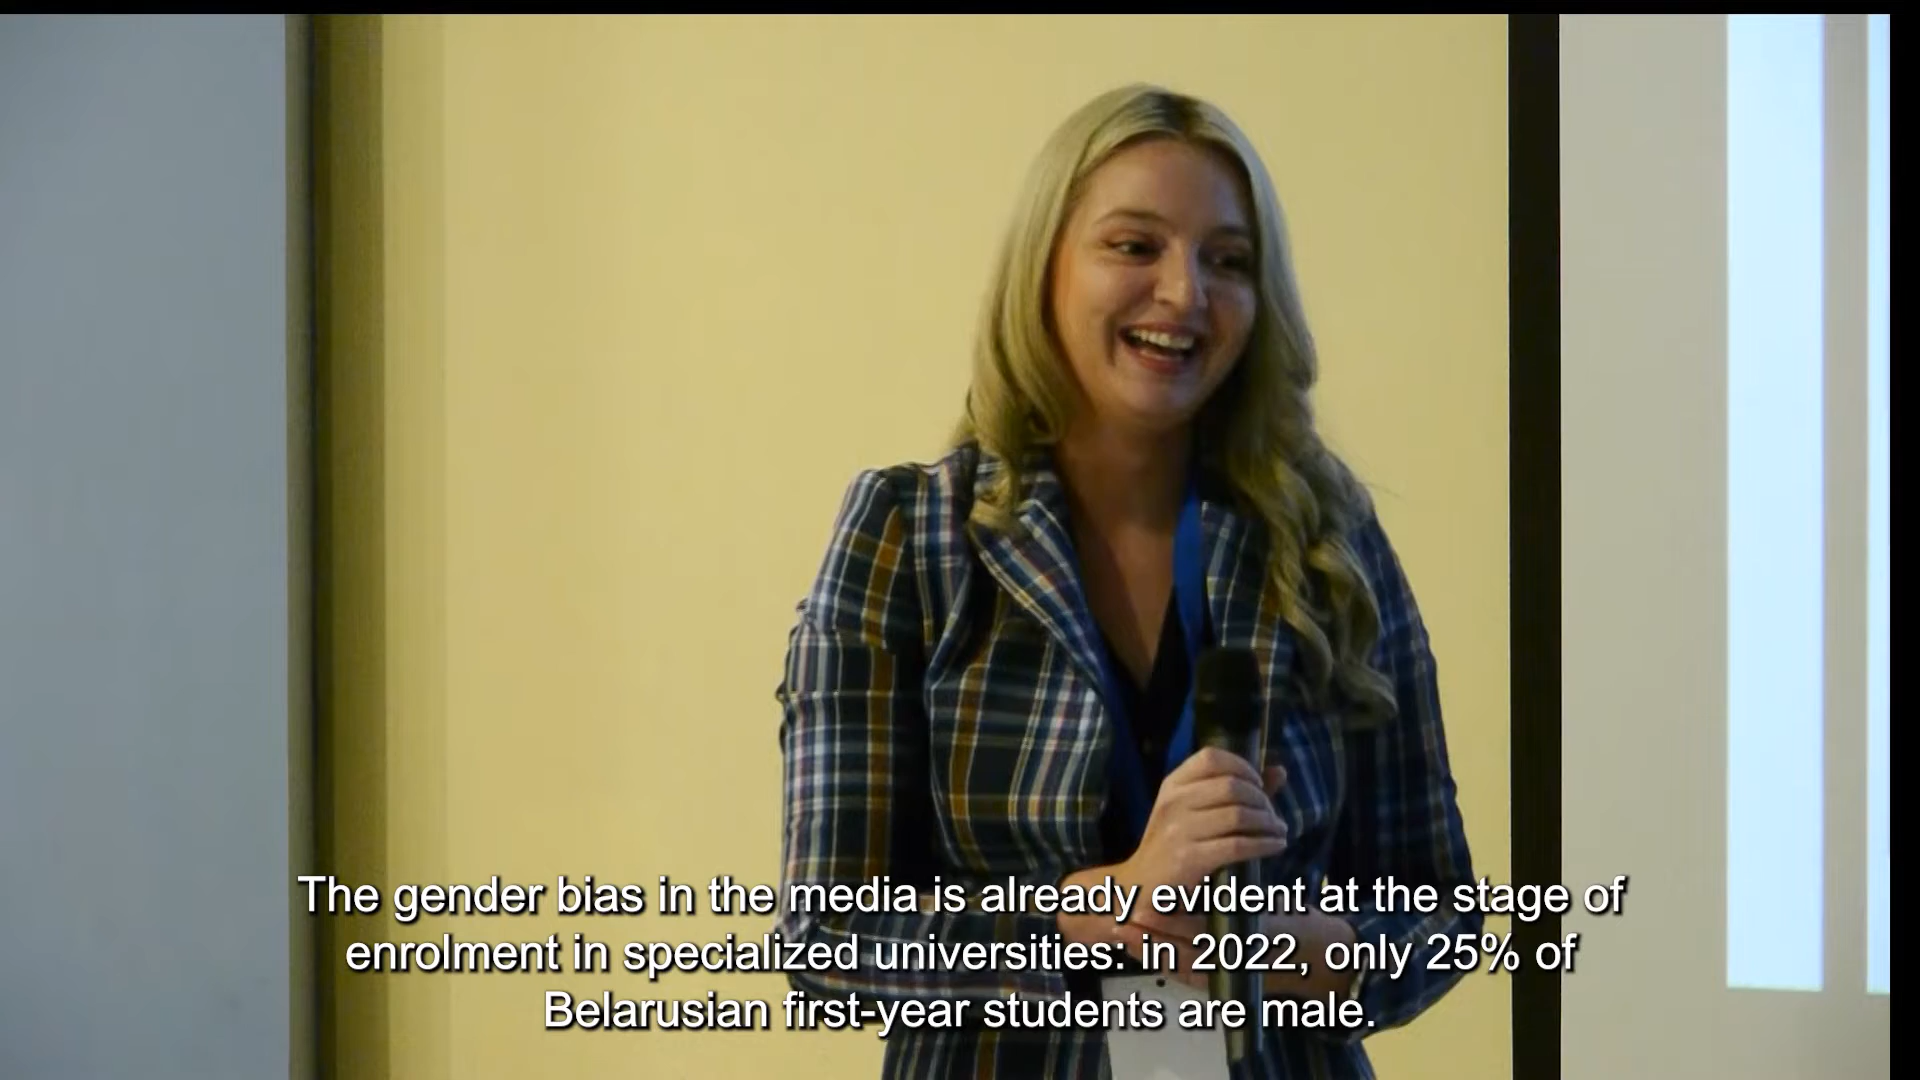 The gender bias in the media is already evident at the stage of
enrolment in specialized universities: in 2022, only 25% of
Belarusian first-year students are male.